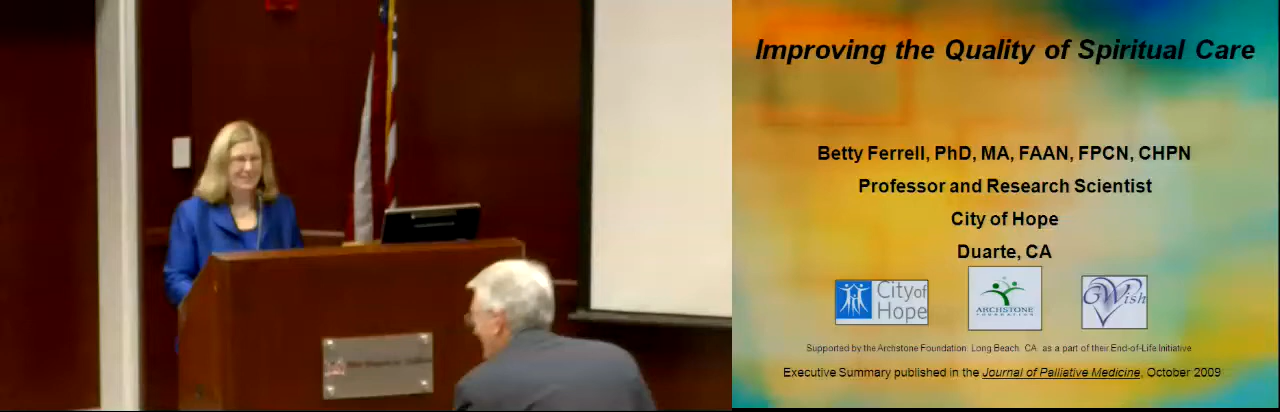 Improving the Quality of Spiritual Care
Betty Ferrell, PhD, MA, FAAN, FPCN, CHPN
Professor and Research Scientist
City of Hope
Duarte, CA
City of
Hope
ARCHSTONE
FOUNDATION
GWish
Supported by the Archstone Foundation, Long Beach, CA, as a part of their End-of-Life Initiative
Executive Summary published in the Journal of Palliative Medicine, October 2009